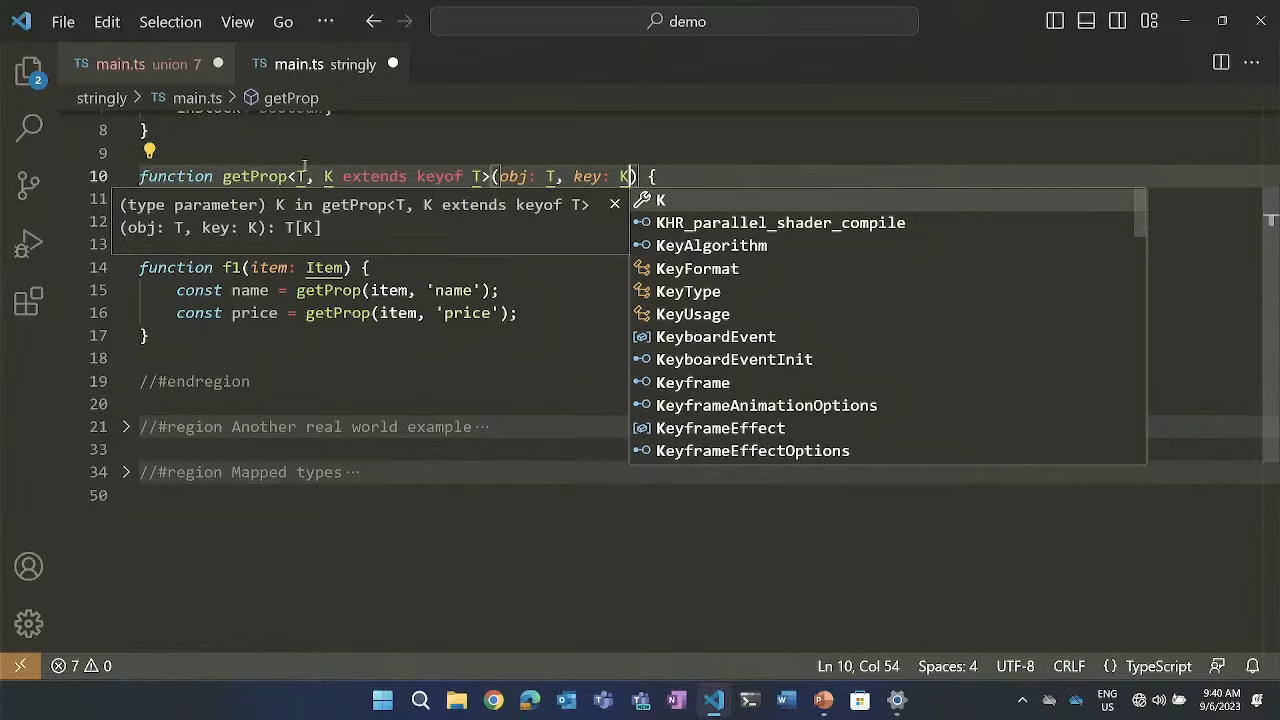 File Edit Selection View Go ··· demo
TS main.ts union 7 TS main.ts stringly
stringly > TS main.ts > getProp
8 }
9
10 function getProp<T, K extends keyof T>(obj: T, key: K) {
11 (type parameter) K in getProp<T, K extends keyof T>
12 (obj: T, key: K): T[K]
13
14 function f1(item: Item) {
15 const name = getProp(item, 'name');
16 const price = getProp(item, 'price');
17 }
18
19 //#endregion
20
21 //#region Another real world example···
33
34 //#region Mapped types···
50
K
KHR_parallel_shader_compile
KeyAlgorithm
KeyFormat
KeyType
KeyUsage
KeyboardEvent
KeyboardEventInit
Keyframe
KeyframeAnimationOptions
KeyframeEffect
KeyframeEffectOptions
2
7 0 Ln 10, Col 54 Spaces: 4 UTF-8 CRLF {} TypeScript
ENG
US
9:40 AM
9/6/2023